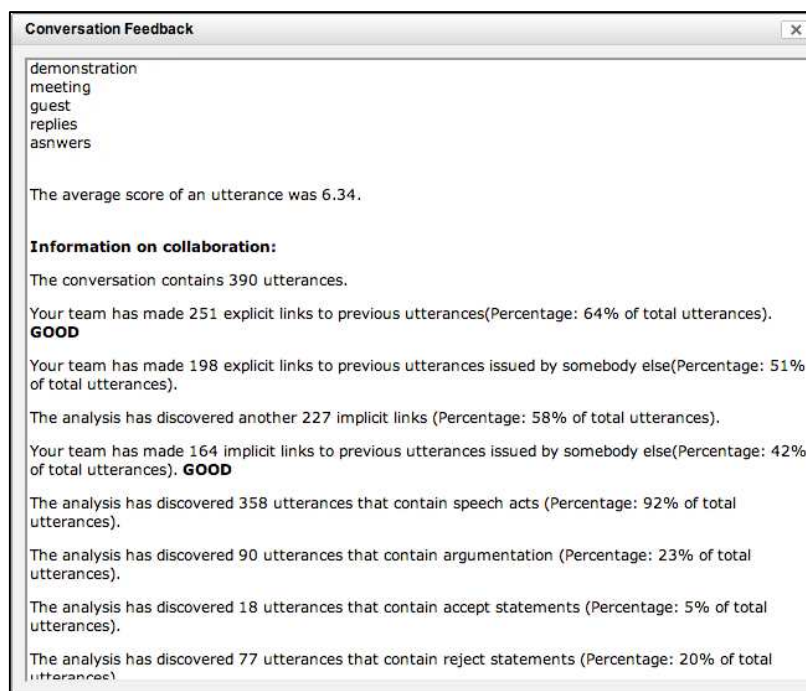 Conversation Feedback
demonstration
meeting
guest
replies
asnwers
The average score of an utterance was 6.34.
Information on collaboration:
The conversation contains 390 utterances.
Your team has made 251 explicit links to previous utterances(Percentage: 64% of total utterances).
GOOD
Your team has made 198 explicit links to previous utterances issued by somebody else(Percentage: 51%
of total utterances).
The analysis has discovered another 227 implicit links (Percentage: 58% of total utterances).
Your team has made 164 implicit links to previous utterances issued by somebody else(Percentage: 42%
of total utterances). GOOD
The analysis has discovered 358 utterances that contain speech acts (Percentage: 92% of total
utterances).
The analysis has discovered 90 utterances that contain argumentation (Percentage: 23% of total
utterances).
The analysis has discovered 18 utterances that contain accept statements (Percentage: 5% of total
utterances).
The analysis has discovered 77 utterances that contain reject statements (Percentage: 20% of total
utterances)